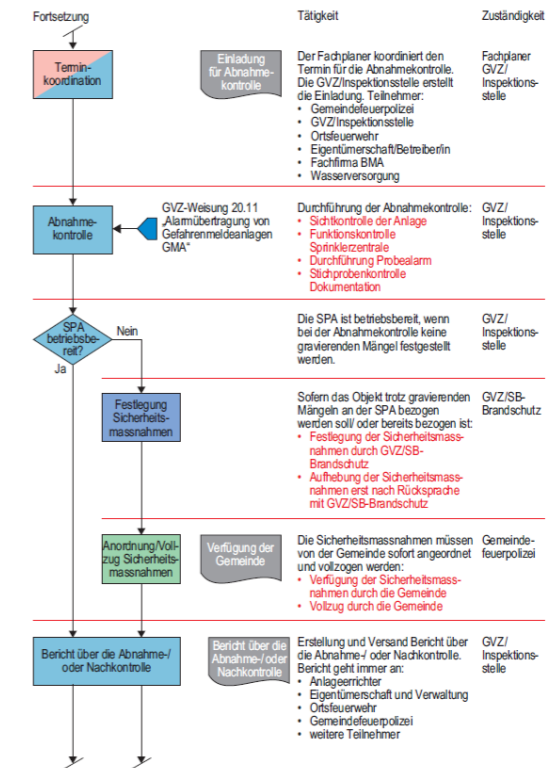 Fortsetzung
Tätigkeit
Zuständigkeit
Termin-
koordination
Einladung
für Abnahme-
kontrolle
Der Fachplaner koordiniert den
Termin für die Abnahmekontrolle.
Die GVZ/Inspektionsstelle erstellt
die Einladung. Teilnehmer:
• Gemeindefeuerpolizei
• GVZ/Inspektionsstelle
• Ortsfeuerwehr
• Eigentümerschaft/Betreiber/in
• Fachfirma BMA
• Wasserversorgung
Fachplaner
GVZ/
Inspektions-
stelle
Abnahme-
kontrolle
GVZ-Weisung 20.11
„Alarmübertragung von
Gefahrenmeldeanlagen
GMA“
Durchführung der Abnahmekontrolle:
• Sichtkontrolle der Anlage
• Funktionskontrolle
Sprinklerzentrale
• Durchführung Probealarm
• Stichprobenkontrolle
Dokumentation
GVZ/
Inspektions-
stelle
SPA
betriebsbe-
reit?
Nein
Ja
Die SPA ist betriebsbereit, wenn
bei der Abnahmekontrolle keine
gravierenden Mängel festgestellt
werden.
GVZ/
Inspektions-
stelle
Festlegung
Sicherheits-
massnahmen
Sofern das Objekt trotz gravierenden
Mängeln an der SPA bezogen
werden soll/ oder bereits bezogen ist:
• Festlegung der Sicherheitsmass-
nahmen durch GVZ/SB-
Brandschutz
• Aufhebung der Sicherheitsmass-
nahmen erst nach Rücksprache
mit GVZ/SB-Brandschutz
GVZ/SB-
Brandschutz
Anordnung/Voll-
zug Sicherheits-
massnahmen
Verfügung der
Gemeinde
Die Sicherheitsmassnahmen müssen
von der Gemeinde sofort angeordnet
und vollzogen werden:
• Verfügung der Sicherheitsmass-
nahmen durch die Gemeinde
• Vollzug durch die Gemeinde
Gemeinde-
feuerpolizei
Bericht über die Abnahme-/
oder Nachkontrolle
Bericht über die
Abnahme-/ oder
Nachkontrolle
Erstellung und Versand Bericht über
die Abnahme-/ oder Nachkontrolle.
Bericht geht immer an:
• Anlageerrichter
• Eigentümerschaft und Verwaltung
• Ortsfeuerwehr
• Gemeindefeuerpolizei
• weitere Teilnehmer
GVZ/
Inspektions-
stelle